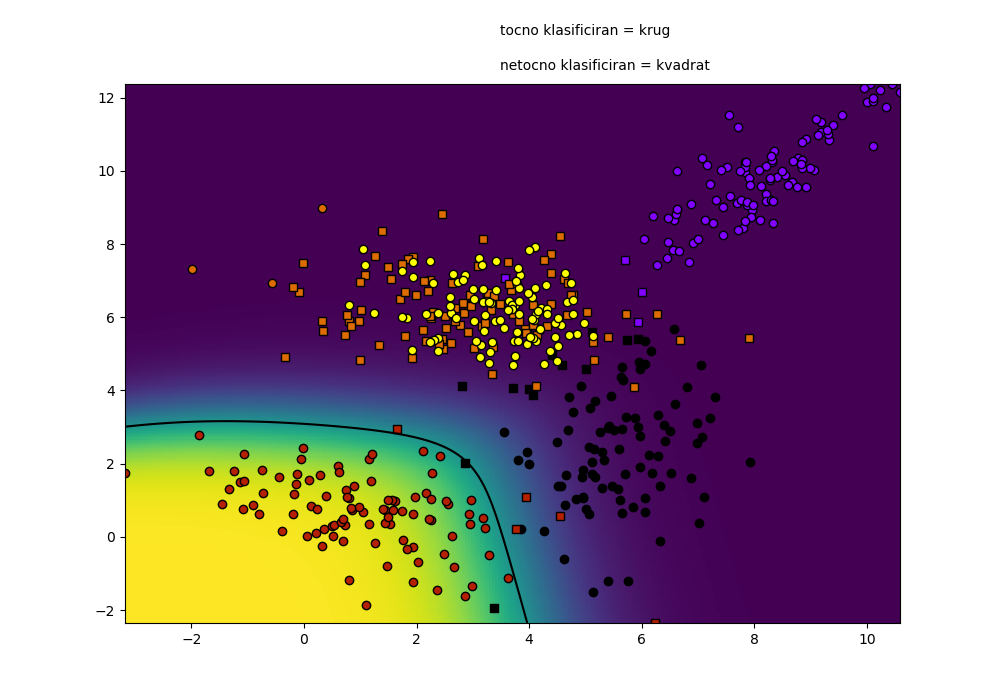 tocno klasificiran = krug
netocno klasificiran = kvadrat
12
10
8
6
4
2
0
−2
−2 0 2 4 6 8 10